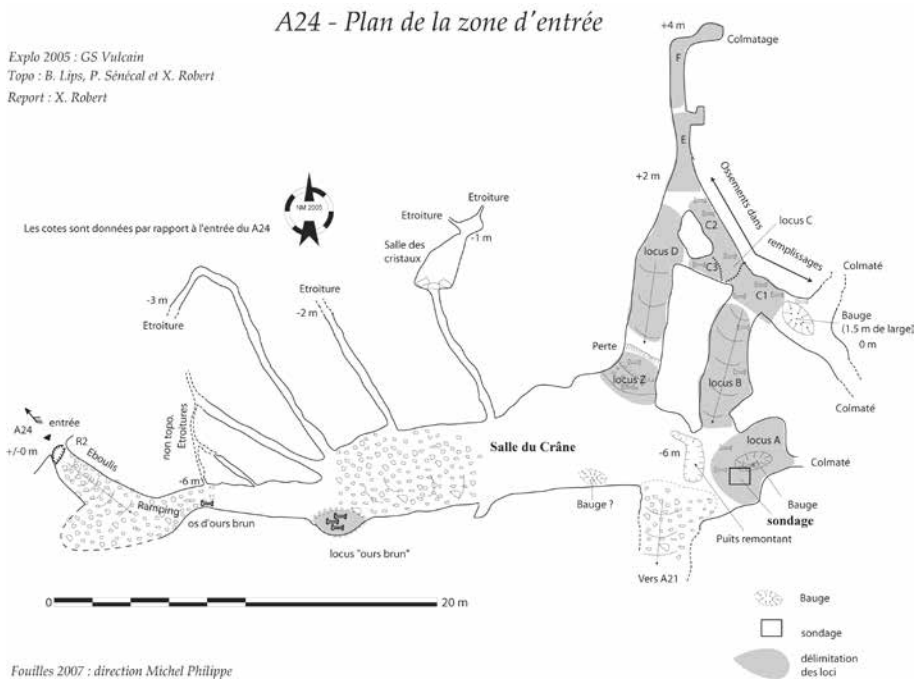 A24 - Plan de la zone d'entrée
Explo 2005 : GS Vulcain
Topo : B. Lips, P. Sénécal et X. Robert
Report : X. Robert
+4 m
Colmatage
F
E
+2 m
NM 2005
Les cotes sont données par rapport à l'entrée du A24
Etroiture
Etroiture
-1 m
Salle des
cristaux
Ossements dans
remplissages
C2
locus C
locus D
C3
Colmaté
C1
Etroiture
-3 m
Etroiture
-2 m
Bauge
(1.5 m de large)
0 m
Perte
locus Z
locus B
Colmaté
A24
entrée
+/-0 m
R2
Eboulis
Ramping
non topo.
Etroitures
-6 m
os d'ours brun
locus "ours brun"
Salle du Crâne
-6 m
locus A
Colmaté
Bauge ?
Bauge
sondage
Puits remontant
Vers A21
0
20 m
Bauge
sondage
délimitation
des loci
Fouilles 2007 : direction Michel Philippe